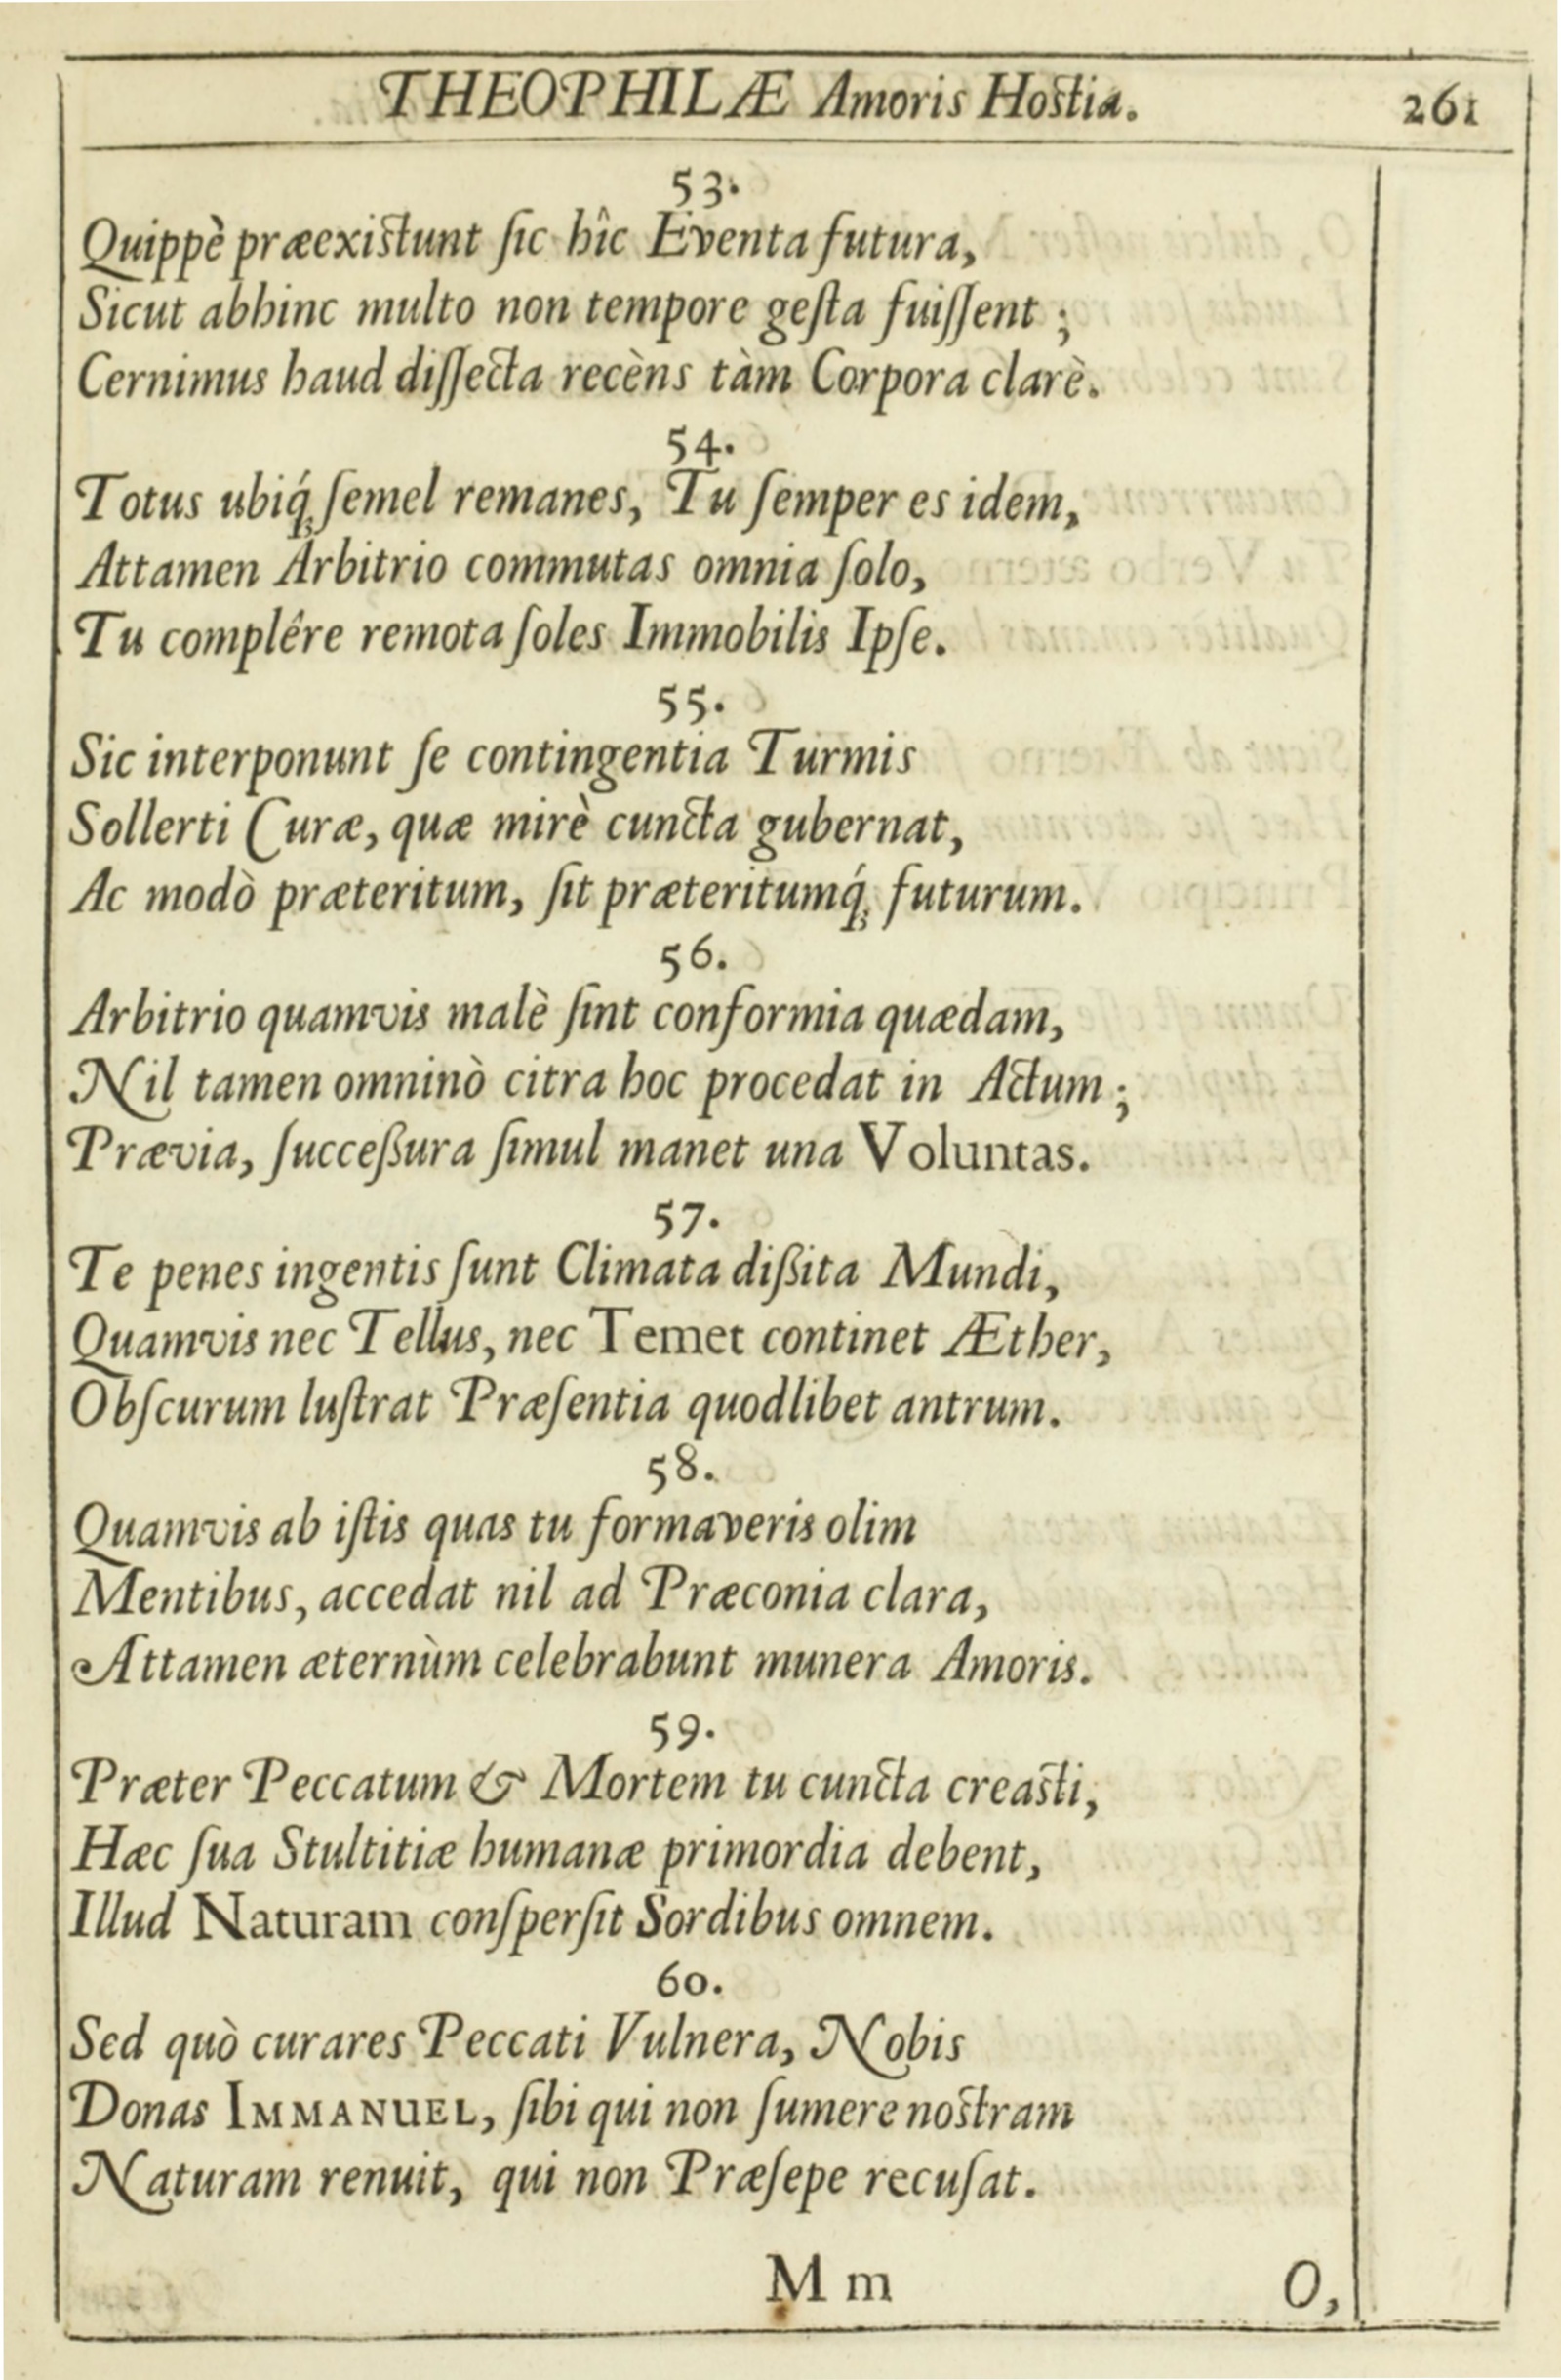 THEOPHILÆ Amoris Hostia. 261
53.
Quippè præexistunt ſic hîc Eventa futura,
Sicut abhinc multo non tempore geſta fuiſſent ;
Cernimus haud diſſecta recèns tàm Corpora clarè.
54.
Totus ubiq́; ſemel remanes, Tu ſemper es idem,
Attamen Arbitrio commutas omnia ſolo,
Tu complêre remota ſoles Immobilis Ipſe.
55.
Sic interponunt ſe contingentia Turmis
Sollerti Curæ, quæ mirè cuncta gubernat,
Ac modò præteritum, ſit præteritumq́; futurum.
56.
Arbitrio quamvis malè ſint conformia quædam,
Nil tamen omninò citra hoc procedat in Actum ;
Prævia, ſucceßura ſimul manet una Voluntas.
57.
Te penes ingentis ſunt Climata dißita Mundi,
Quamvis nec Tellus, nec Temet continet Æther,
Obſcurum luſtrat Præſentia quodlibet antrum.
58.
Quamvis ab iſtis quas tu formaveris olim
Mentibus, accedat nil ad Præconia clara,
Attamen æternùm celebrabunt munera Amoris.
59.
Præter Peccatum & Mortem tu cuncta creasti,
Hæc ſua Stultitiæ humanæ primordia debent,
Illud Naturam conſperſit Sordibus omnem.
60.
Sed quò curares Peccati Vulnera, Nobis
Donas IMMANUEL, ſibi qui non ſumere nostram
Naturam renuit, qui non Præſepe recuſat.
M m O,